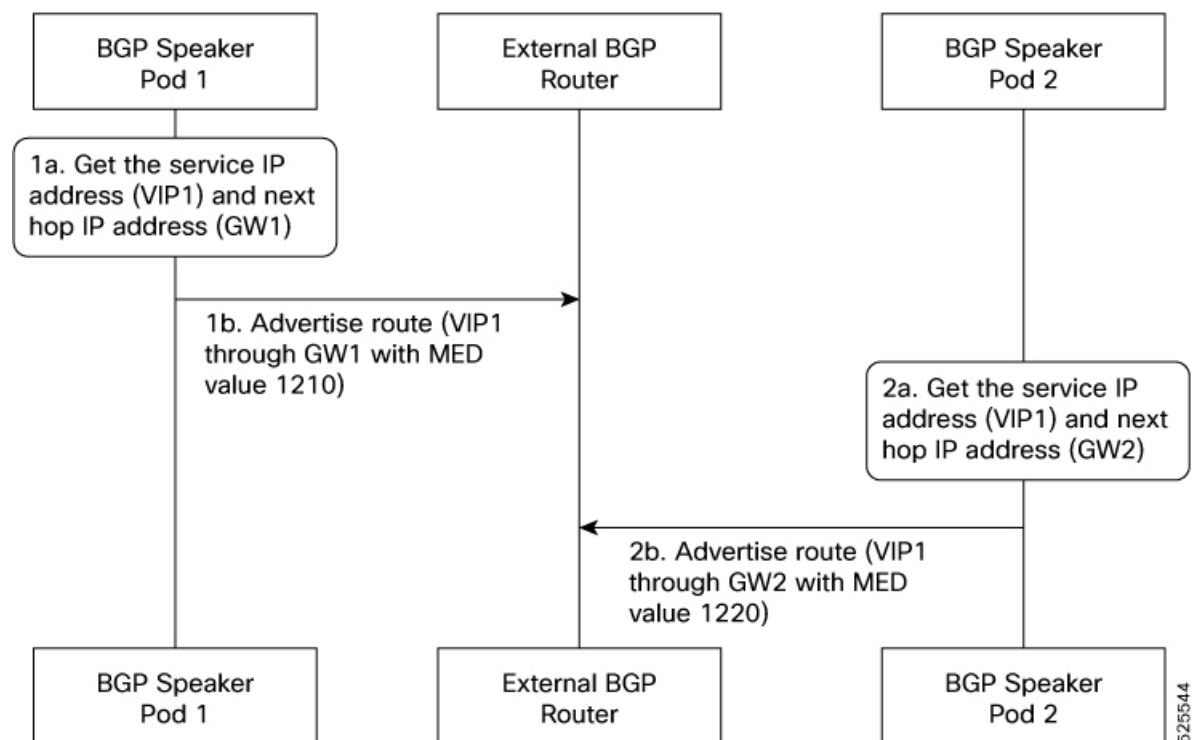 BGP Speaker
Pod 1
External BGP
Router
BGP Speaker
Pod 2
1a. Get the service IP
address (VIP1) and next
hop IP address (GW1)
1b. Advertise route (VIP1
through GW1 with MED
value 1210)
2a. Get the service IP
address (VIP1) and next
hop IP address (GW2)
2b. Advertise route (VIP1
through GW2 with MED
value 1220)
BGP Speaker
Pod 1
External BGP
Router
BGP Speaker
Pod 2
525544